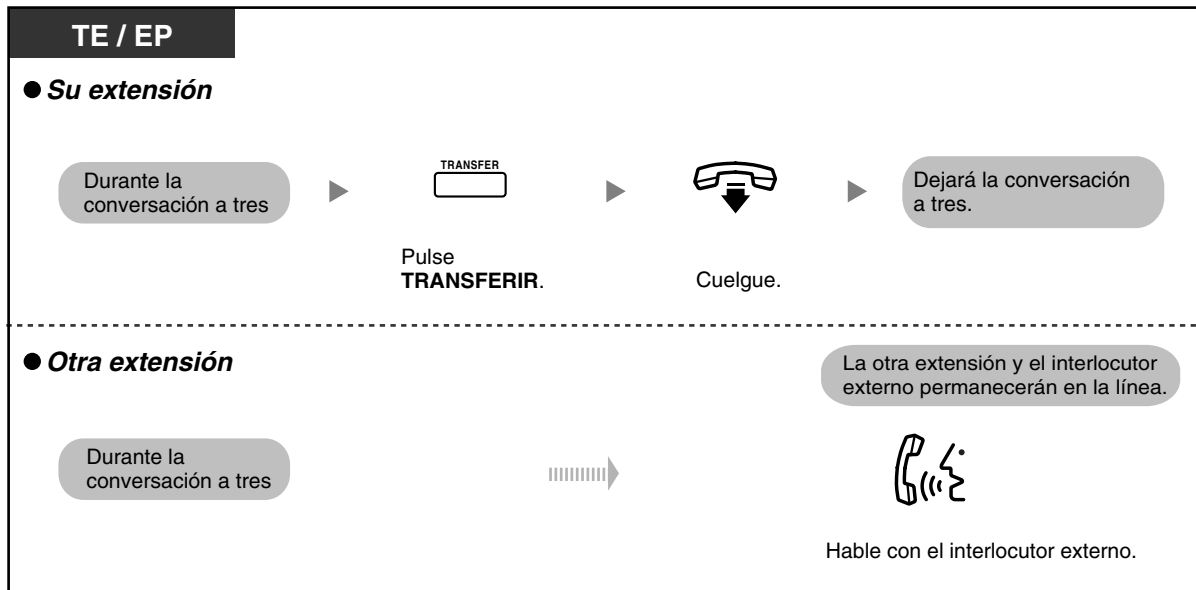 TE / EP
● Su extensión
Durante la
conversación a tres
TRANSFER
Pulse
TRANSFERIR.
Cuelgue.
Dejará la conversación
a tres.
● Otra extensión
Durante la
conversación a tres
La otra extensión y el interlocutor
externo permanecerán en la línea.
Hable con el interlocutor externo.